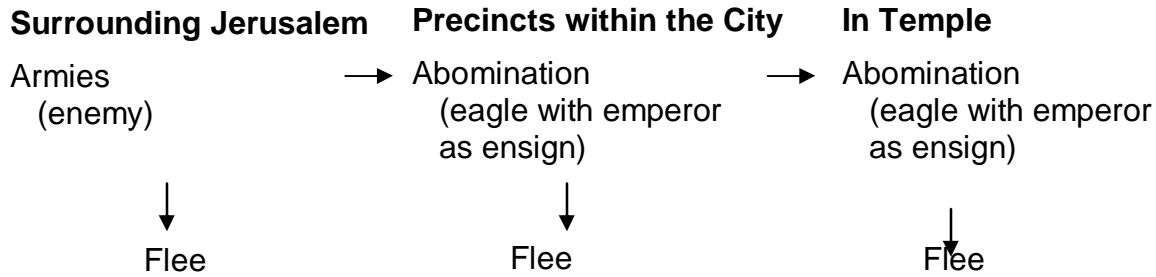 Surrounding Jerusalem
Precincts within the City
In Temple
Armies
(enemy)
Abomination
(eagle with emperor
as ensign)
Abomination
(eagle with emperor
as ensign)
Flee
Flee
Flee